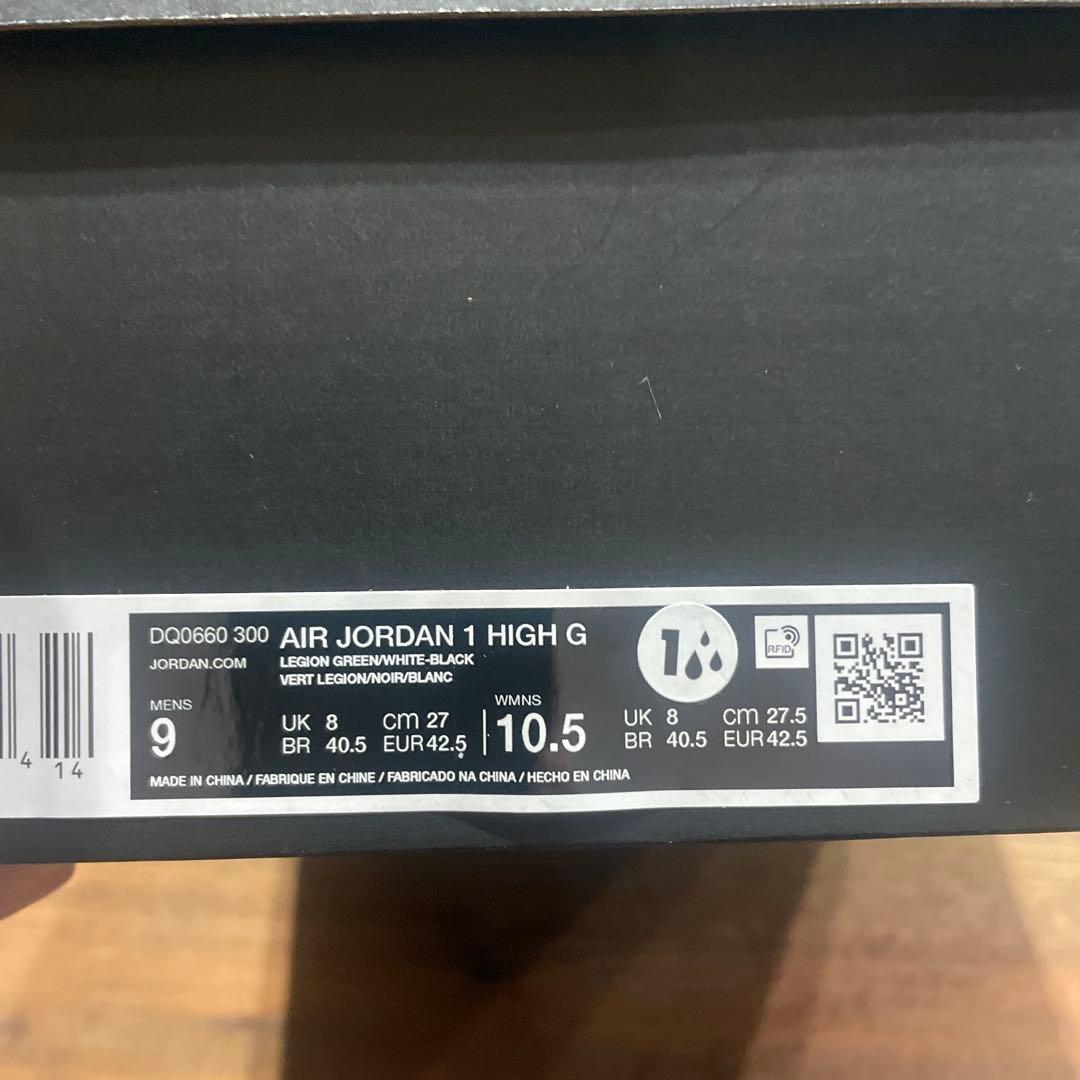 DQ0660 300 AIR JORDAN 1 HIGH G
JORDAN.COM
LEGION GREEN/WHITE-BLACK
VERT LEGION/NOIR/BLANC
MENS
9
UK 8 cm 27
BR 40.5 EUR 42.5
WMNS
10.5
UK 8 cm 27.5
BR 40.5 EUR 42.5
MADE IN CHINA / FABRIQUE EN CHINE / FABRICADO NA CHINA / HECHO EN CHINA
1
RFID
4 14